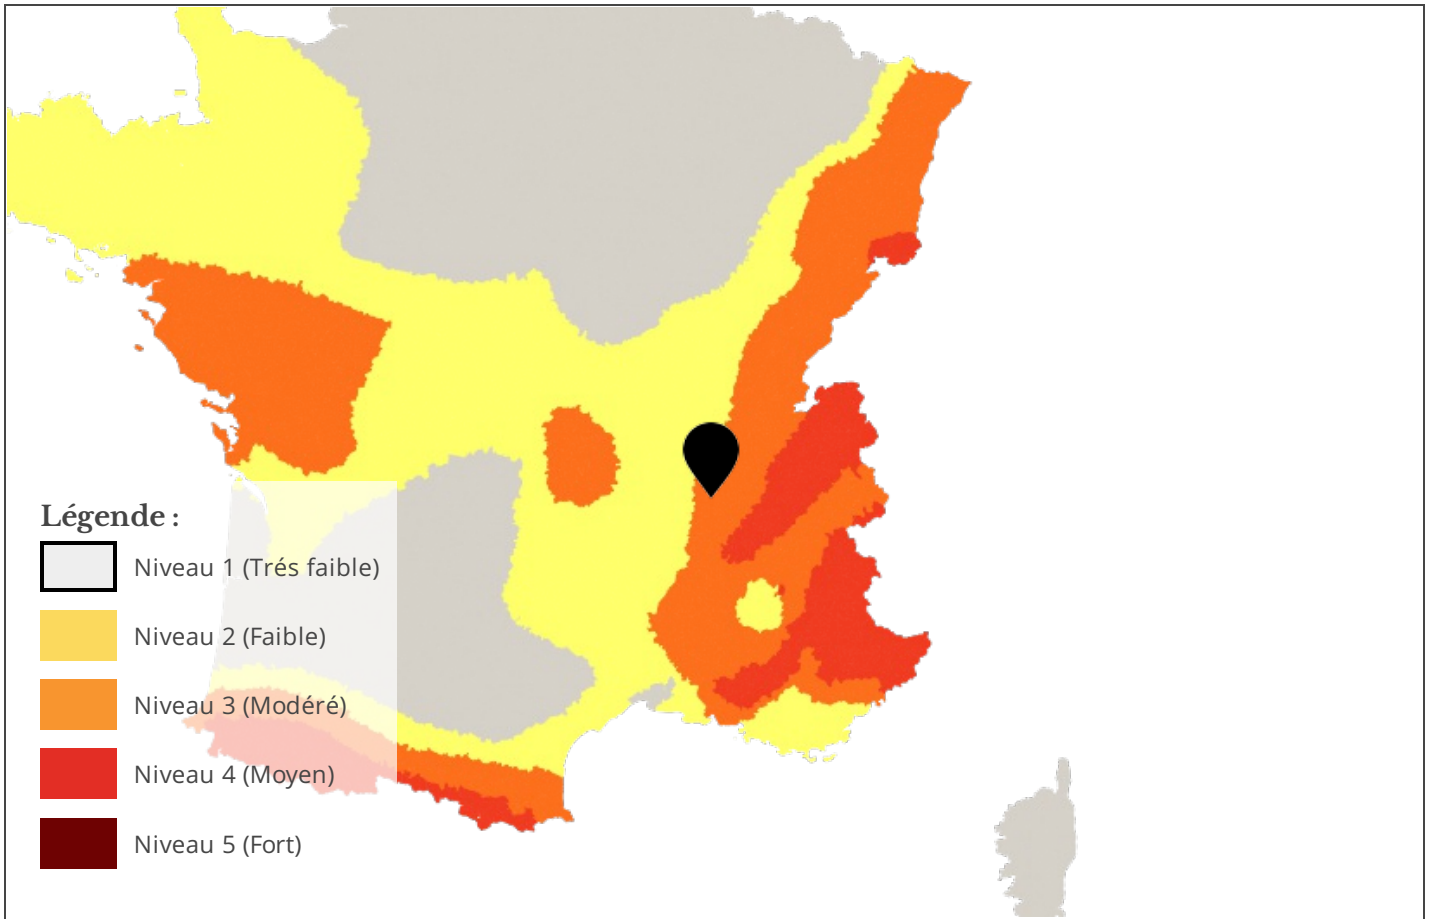 Légende :
Niveau 1 (Trés faible)
Niveau 2 (Faible)
Niveau 3 (Modéré)
Niveau 4 (Moyen)
Niveau 5 (Fort)